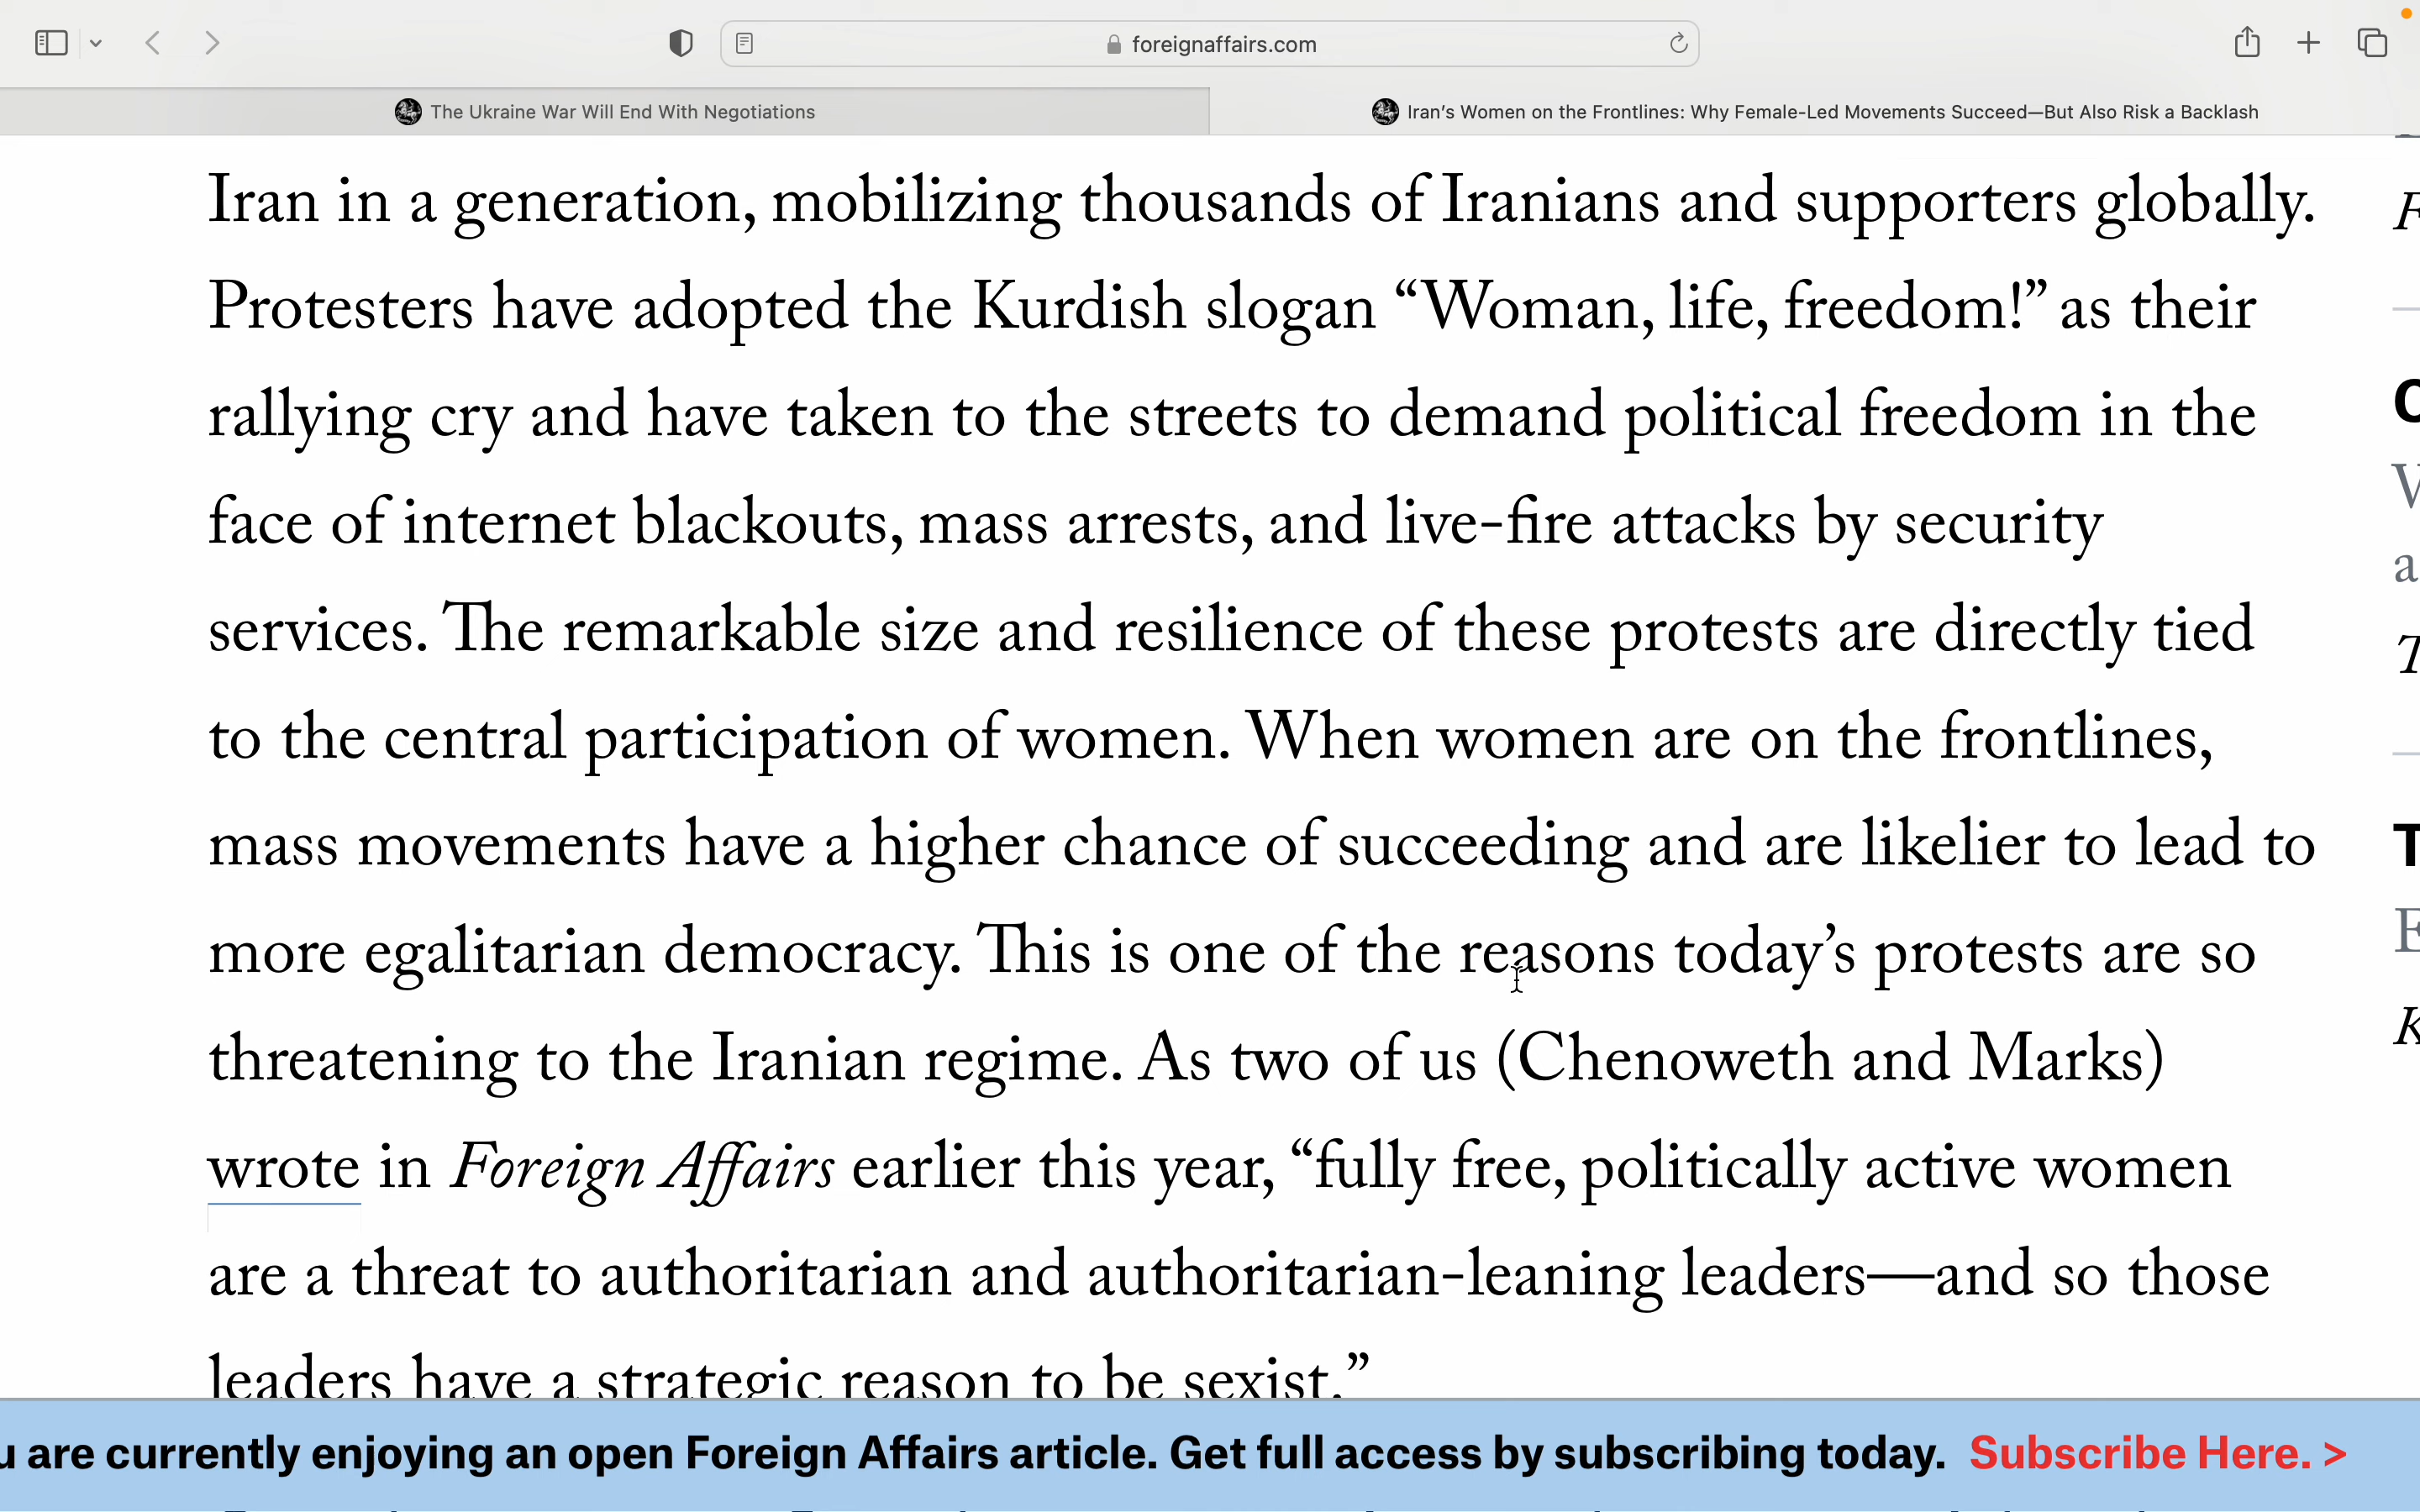 foreignaffairs.com
The Ukraine War Will End With Negotiations
Iran's Women on the Frontlines: Why Female-Led Movements Succeed—But Also Risk a Backlash
Iran in a generation, mobilizing thousands of Iranians and supporters globally.
Protesters have adopted the Kurdish slogan “Woman, life, freedom!” as their
rallying cry and have taken to the streets to demand political freedom in the
face of internet blackouts, mass arrests, and live-fire attacks by security
services. The remarkable size and resilience of these protests are directly tied
to the central participation of women. When women are on the frontlines,
mass movements have a higher chance of succeeding and are likelier to lead to
more egalitarian democracy. This is one of the reasons today’s protests are so
threatening to the Iranian regime. As two of us (Chenoweth and Marks)
wrote in Foreign Affairs earlier this year, “fully free, politically active women
are a threat to authoritarian and authoritarian-leaning leaders—and so those
leaders have a strategic reason to be sexist.”
are currently enjoying an open Foreign Affairs article. Get full access by subscribing today. Subscribe Here. >